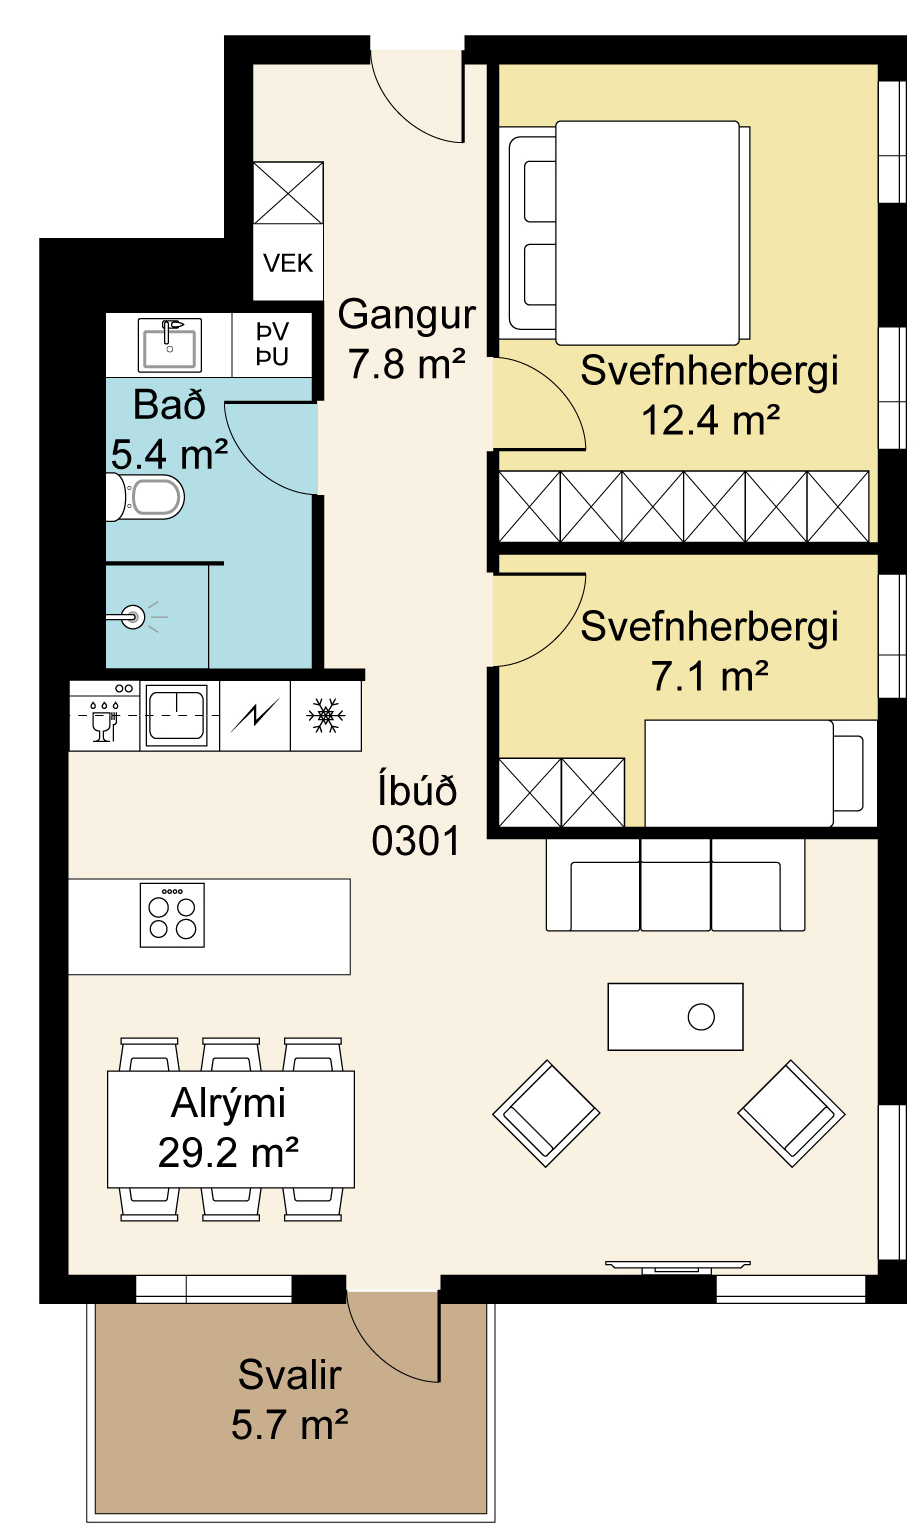 VEK
ÞV
ÞU
Gangur
7.8 m²
Svefnherbergi
12.4 m²
Bað
5.4 m²
Svefnherbergi
7.1 m²
Íbúð
0301
Alrými
29.2 m²
Svalir
5.7 m²